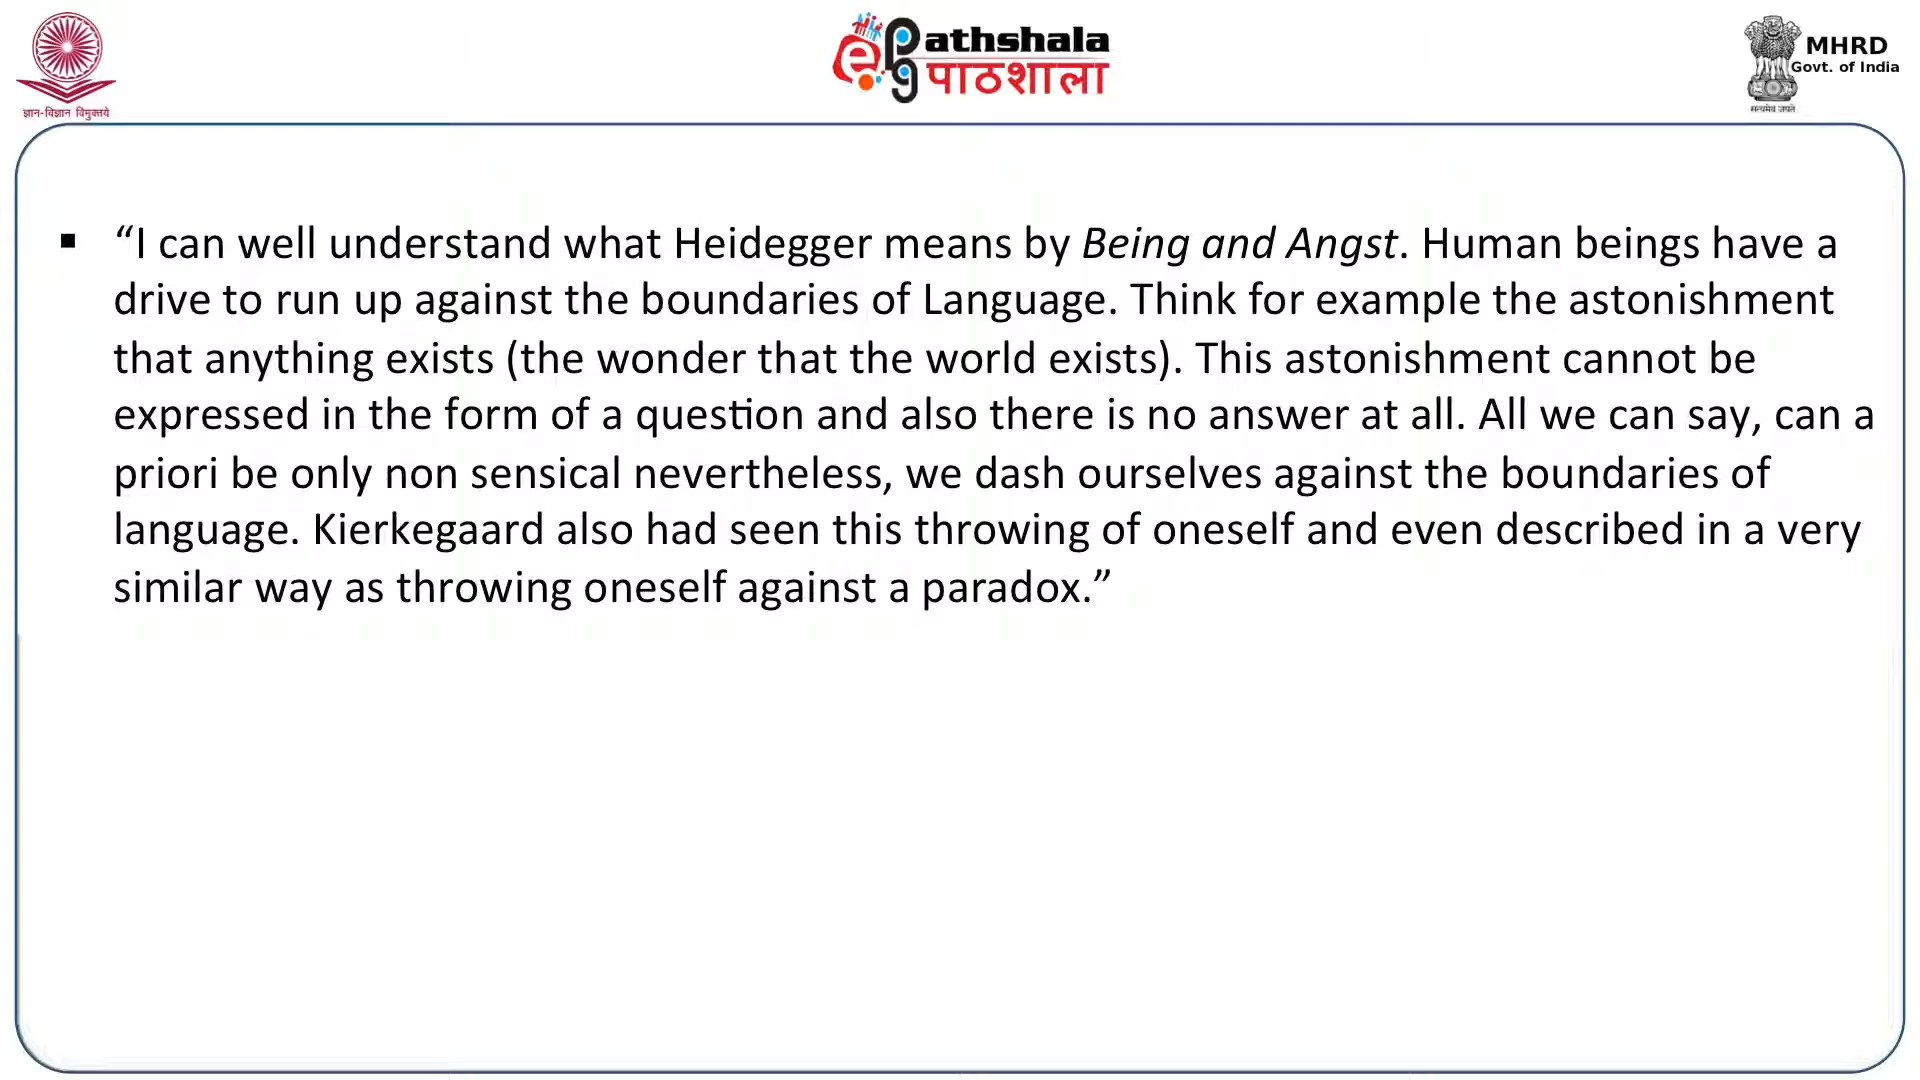 ज्ञान-विज्ञान विमुक्तये
ePathshala
पाठशाला
MHRD
Govt. of India
सत्यमेव जयते
▪ “I can well understand what Heidegger means by Being and Angst. Human beings have a
drive to run up against the boundaries of Language. Think for example the astonishment
that anything exists (the wonder that the world exists). This astonishment cannot be
expressed in the form of a question and also there is no answer at all. All we can say, can a
priori be only non sensical nevertheless, we dash ourselves against the boundaries of
language. Kierkegaard also had seen this throwing of oneself and even described in a very
similar way as throwing oneself against a paradox.”